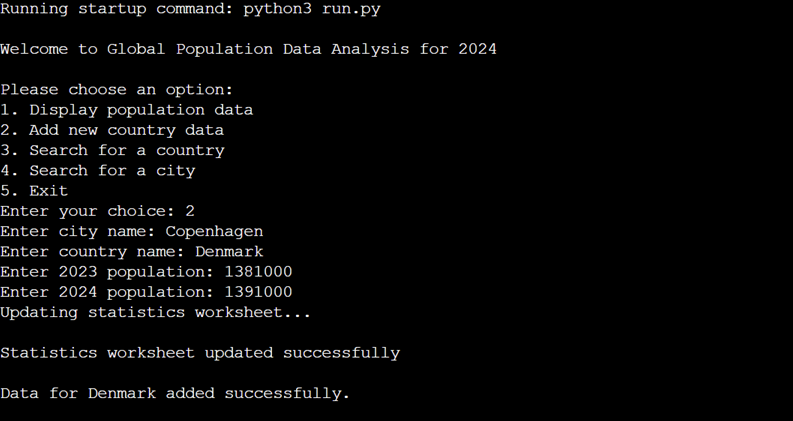 Running startup command: python3 run.py
Welcome to Global Population Data Analysis for 2024
Please choose an option:
1. Display population data
2. Add new country data
3. Search for a country
4. Search for a city
5. Exit
Enter your choice: 2
Enter city name: Copenhagen
Enter country name: Denmark
Enter 2023 population: 1381000
Enter 2024 population: 1391000
Updating statistics worksheet...
Statistics worksheet updated successfully
Data for Denmark added successfully.